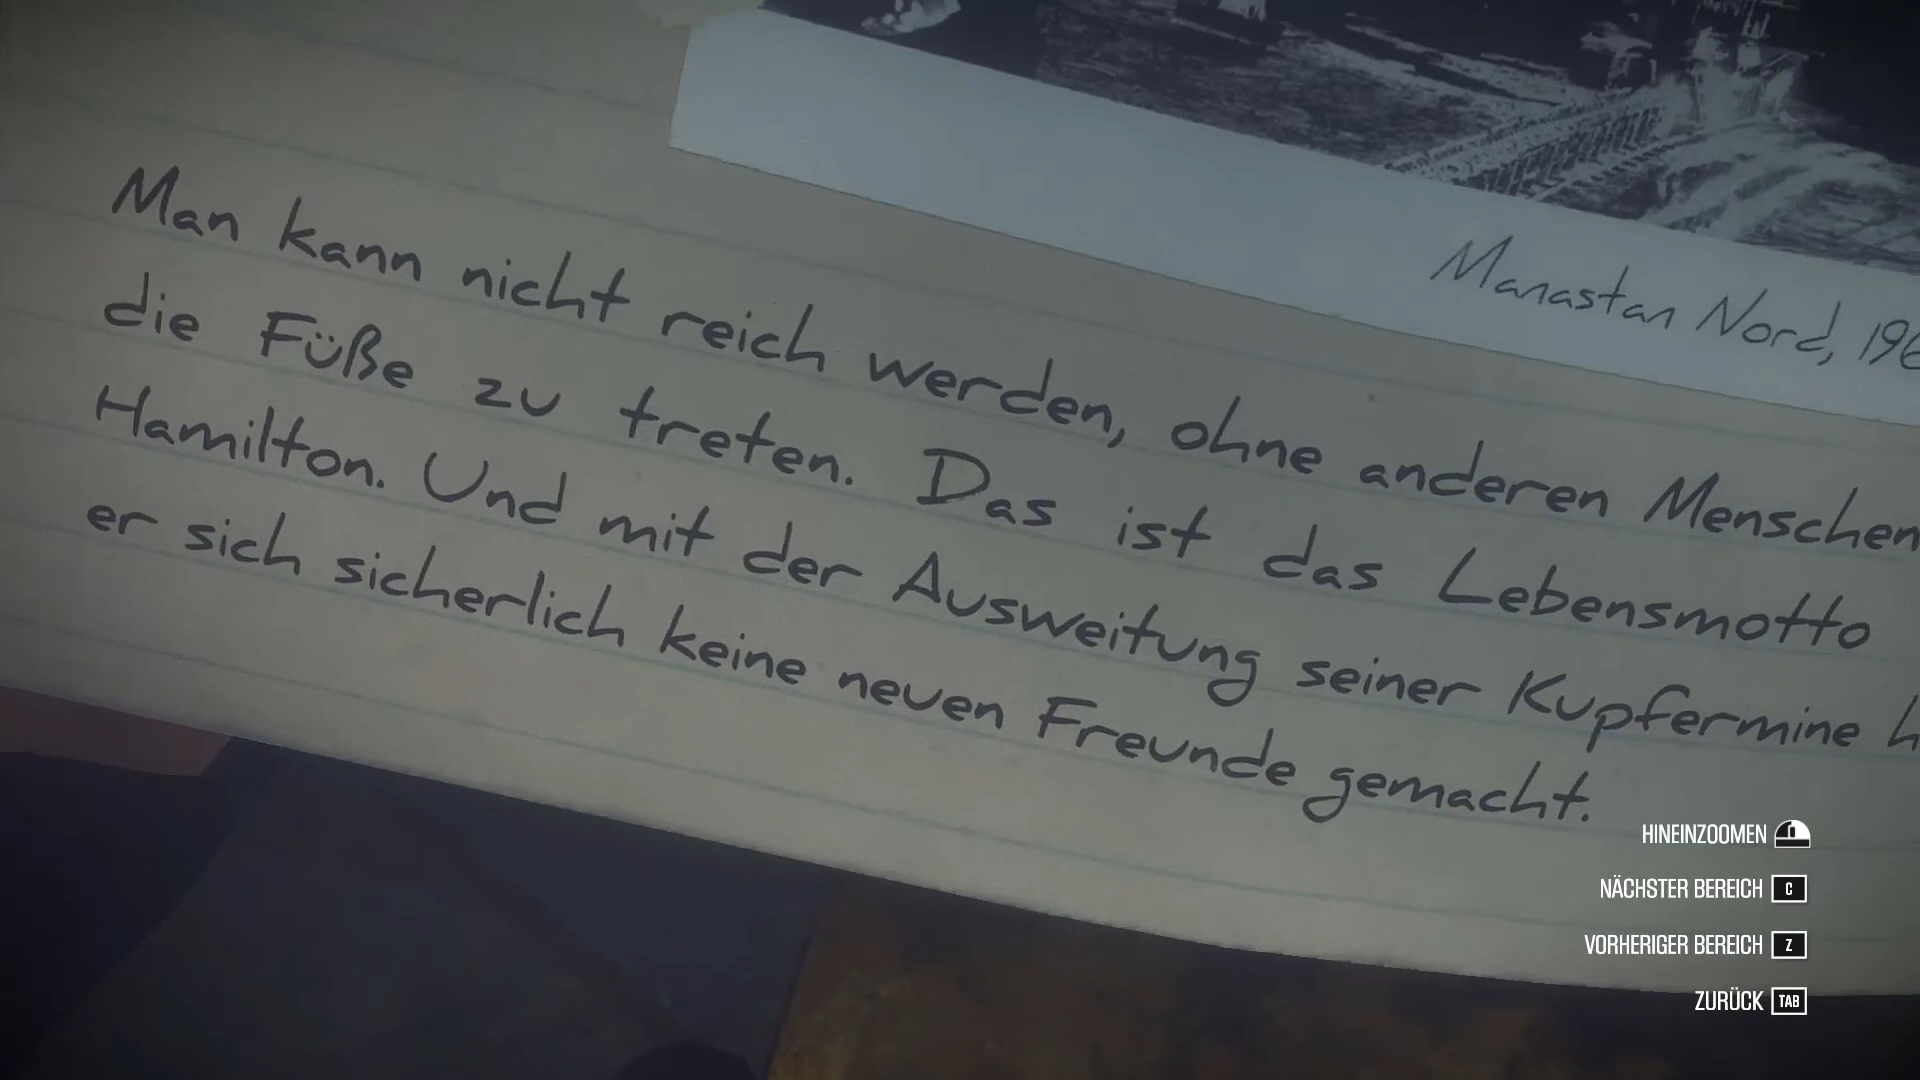 Manastan Nord, 196
Man kann nicht reich werden, ohne anderen Menschen
die Füße zu treten. Das ist das Lebensmotto
Hamilton. Und mit der Ausweitung seiner Kupfermine h
er sich sicherlich keine neuen Freunde gemacht.
HINEINZOOMEN
NÄCHSTER BEREICH C
VORHERIGER BEREICH Z
ZURÜCK TAB